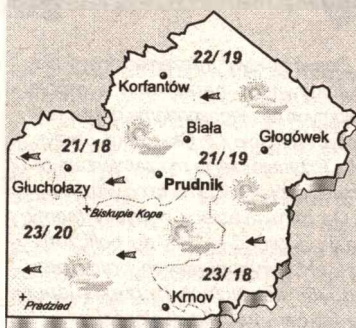 22/ 19
Korfantów
Biała
Głogówek
21/ 18
21/ 19
Głuchołazy
Prudnik
Biskupia Kopa
23/ 20
23/ 18
Pradziad
Krnov